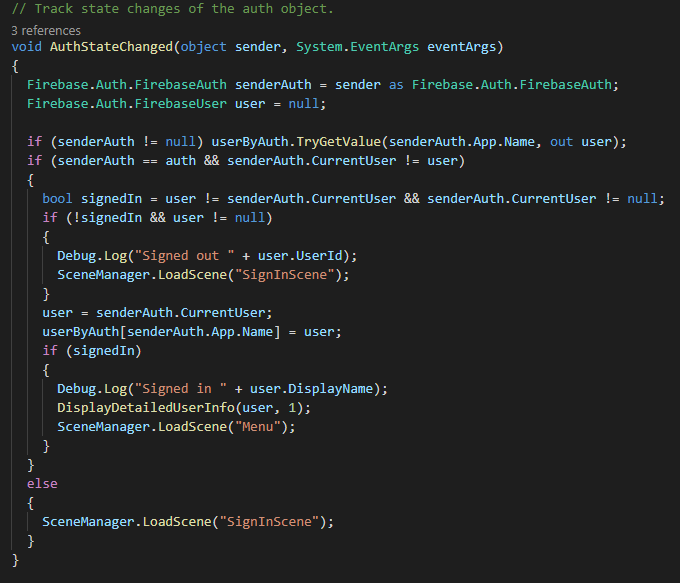 // Track state changes of the auth object.
3 references
void AuthStateChanged(object sender, System.EventArgs eventArgs)
{
  Firebase.Auth.FirebaseAuth senderAuth = sender as Firebase.Auth.FirebaseAuth;
  Firebase.Auth.FirebaseUser user = null;

  if (senderAuth != null) userByAuth.TryGetValue(senderAuth.App.Name, out user);
  if (senderAuth == auth && senderAuth.CurrentUser != user)
  {
    bool signedIn = user != senderAuth.CurrentUser && senderAuth.CurrentUser != null;
    if (!signedIn && user != null)
    {
      Debug.Log("Signed out " + user.UserId);
      SceneManager.LoadScene("SignInScene");
    }
    user = senderAuth.CurrentUser;
    userByAuth[senderAuth.App.Name] = user;
    if (signedIn)
    {
      Debug.Log("Signed in " + user.DisplayName);
      DisplayDetailedUserInfo(user, 1);
      SceneManager.LoadScene("Menu");
    }
  }
  else
  {
    SceneManager.LoadScene("SignInScene");
  }
}